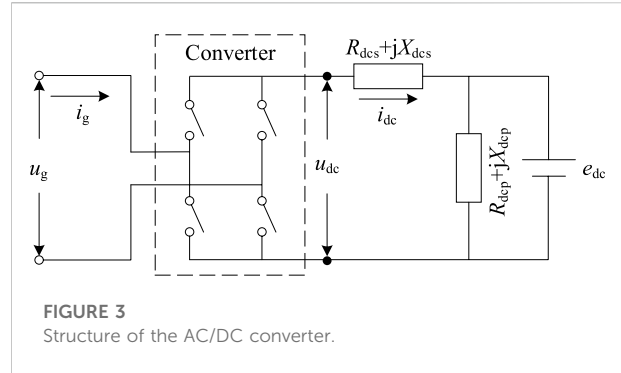 Converter
R_dcs+jX_dcs
i_g
i_dc
u_g
u_dc
R_dcp+jX_dcp
e_dc
FIGURE 3
Structure of the AC/DC converter.